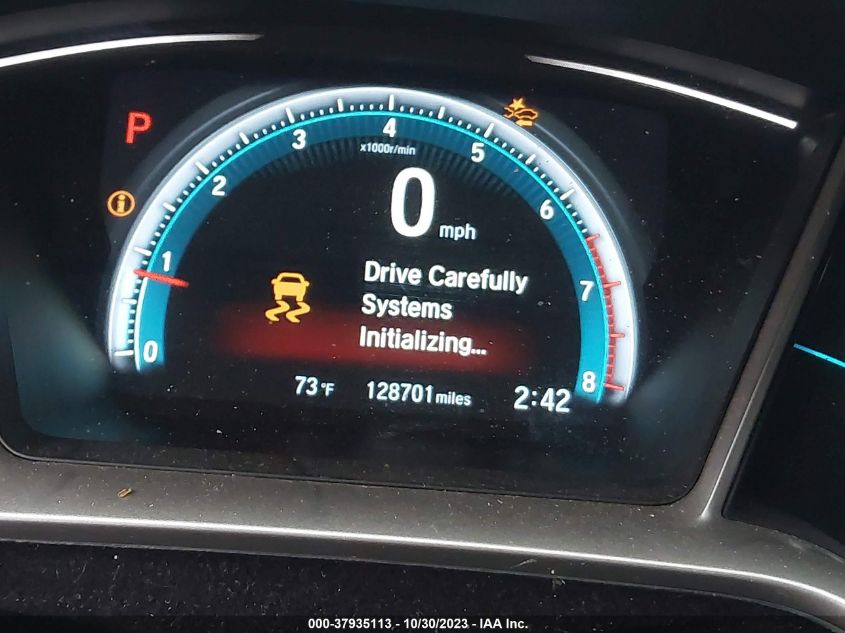 P
4
3
5
x1000r/min
2
6
0 mph
1
7
Drive Carefully
Systems
Initializing...
0
8
73°F 128701 miles 2:42
000-37935113 - 10/30/2023 - IAA Inc.